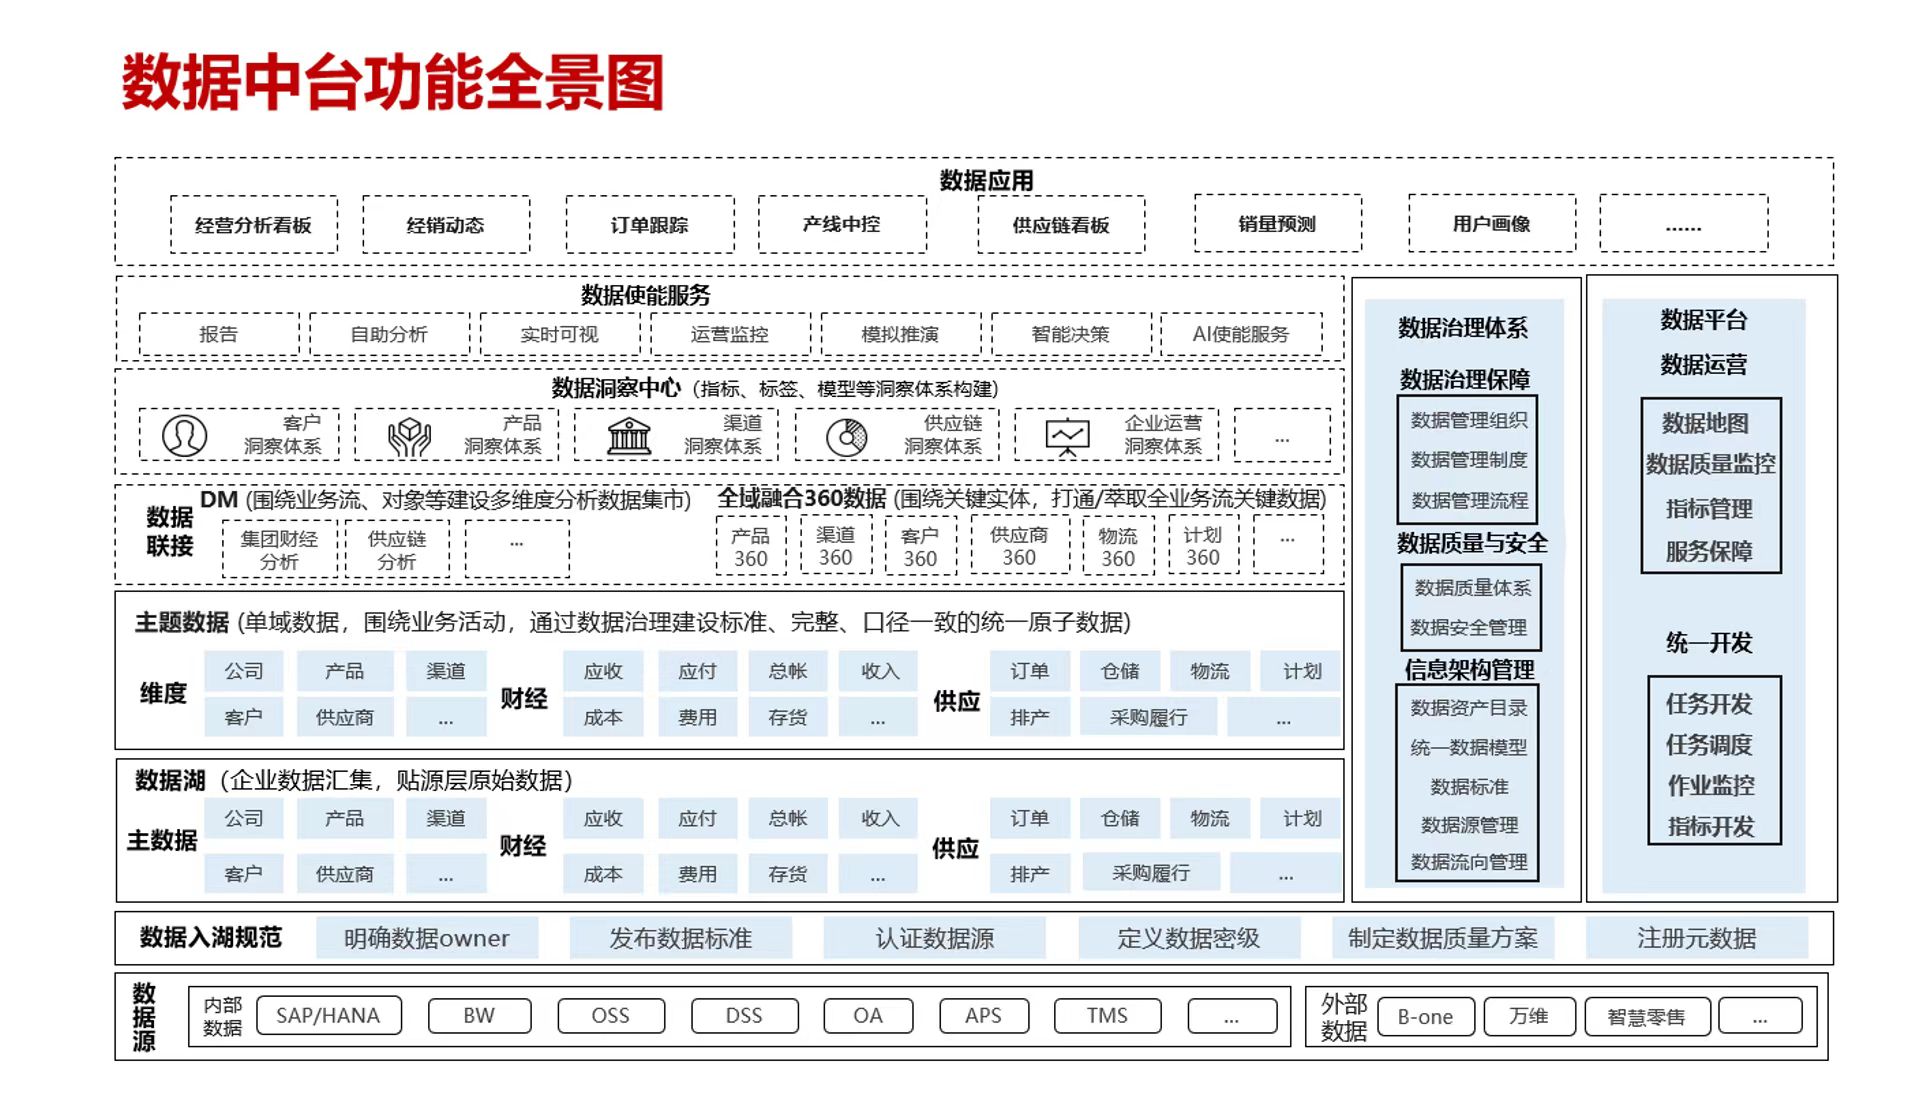 数据中台功能全景图
数据应用
经营分析看板 经销动态 订单跟踪 产线中控 供应链看板 销量预测 用户画像 ......
数据使能服务
报告 自助分析 实时可视 运营监控 模拟推演 智能决策 AI使能服务
数据洞察中心（指标、标签、模型等洞察体系构建）
客户
洞察体系
产品
洞察体系
渠道
洞察体系
供应链
洞察体系
企业运营
洞察体系
...
数据
联接
DM (围绕业务流、对象等建设多维度分析数据集市)
集团财经
分析
供应链
分析
...
全域融合360数据 (围绕关键实体，打通/萃取全业务流关键数据)
产品
360
渠道
360
客户
360
供应商
360
物流
360
计划
360
...
主题数据 (单域数据，围绕业务活动，通过数据治理建设标准、完整、口径一致的统一原子数据)
维度
公司 产品 渠道
客户 供应商 ...
财经
应收 应付 总帐 收入
成本 费用 存货 ...
供应
订单 仓储 物流 计划
排产 采购履行 ...
数据湖（企业数据汇集，贴源层原始数据）
主数据
公司 产品 渠道
客户 供应商 ...
财经
应收 应付 总帐 收入
成本 费用 存货 ...
供应
订单 仓储 物流 计划
排产 采购履行 ...
数据治理体系
数据治理保障
数据管理组织
数据管理制度
数据管理流程
数据质量与安全
数据质量体系
数据安全管理
信息架构管理
数据资产目录
统一数据模型
数据标准
数据源管理
数据流向管理
数据平台
数据运营
数据地图
数据质量监控
指标管理
服务保障
统一开发
任务开发
任务调度
作业监控
指标开发
数据入湖规范 明确数据owner 发布数据标准 认证数据源 定义数据密级 制定数据质量方案 注册元数据
数据源
内部
数据
SAP/HANA BW OSS DSS OA APS TMS ...
外部
数据
B-one 万维 智慧零售 ...